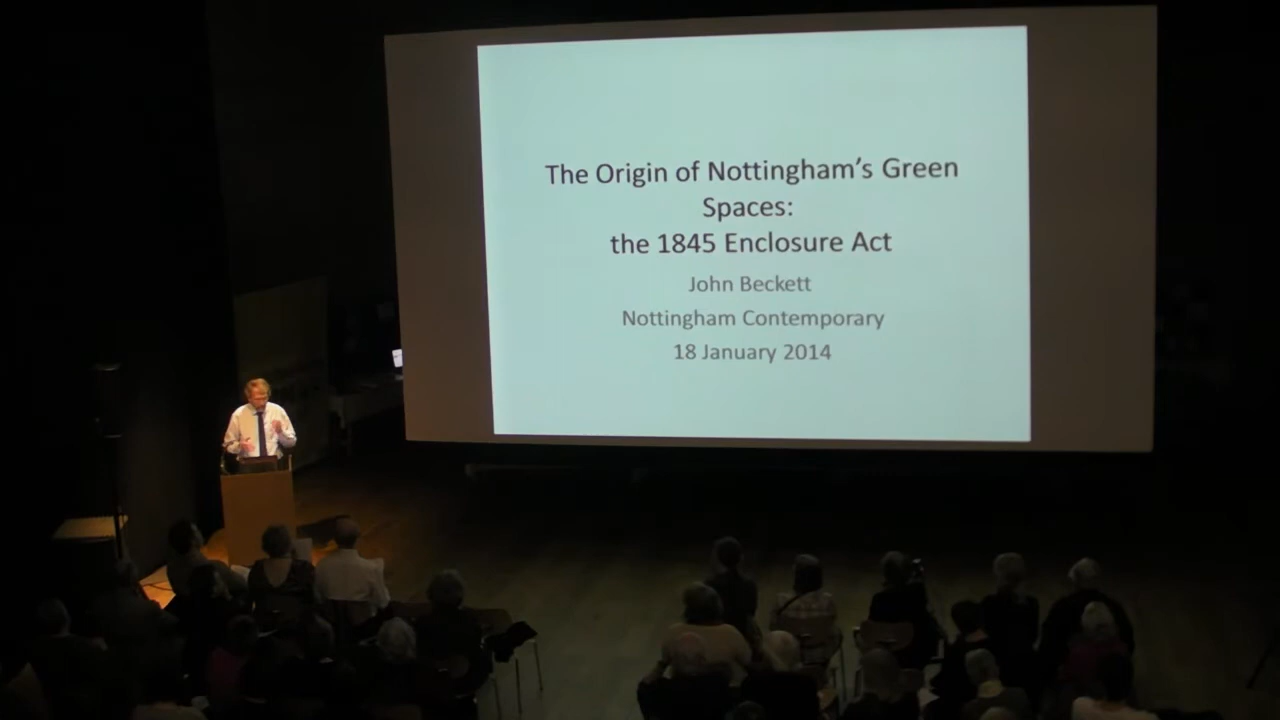 The Origin of Nottingham's Green
Spaces:
the 1845 Enclosure Act
John Beckett
Nottingham Contemporary
18 January 2014